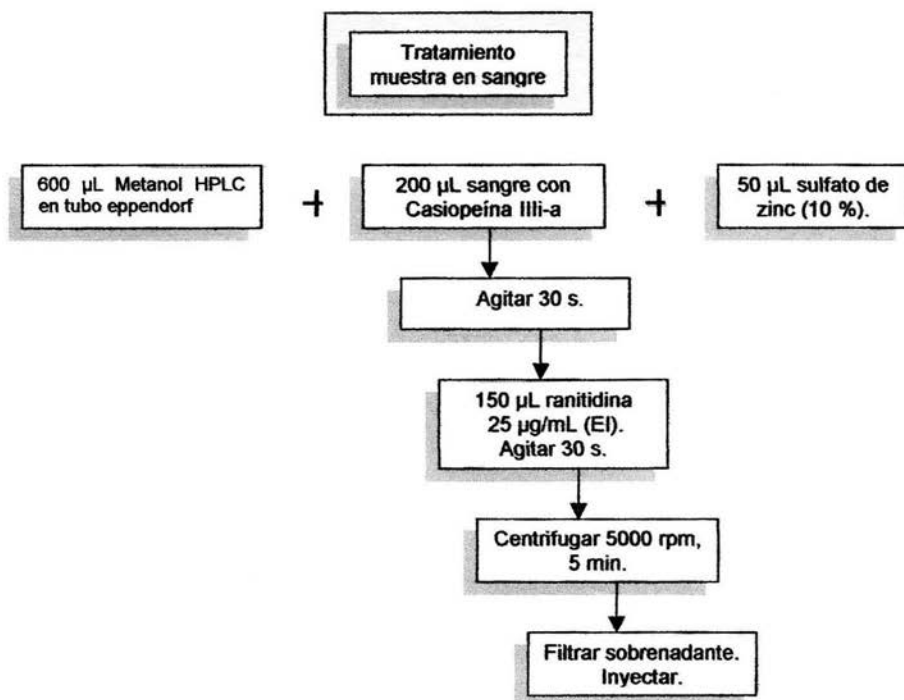 Tratamiento
muestra en sangre
600 µL Metanol HPLC
en tubo eppendorf
+
200 µL sangre con
Casiopeína IIIi-a
+
50 µL sulfato de
zinc (10 %).
Agitar 30 s.
150 µL ranitidina
25 µg/mL (EI).
Agitar 30 s.
Centrifugar 5000 rpm,
5 min.
Filtrar sobrenadante.
Inyectar.